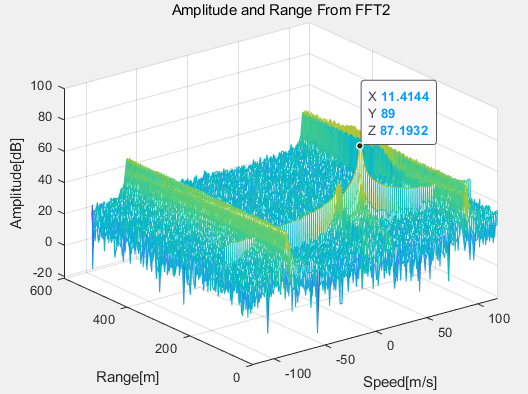 Amplitude and Range From FFT2
X 11.4144
Y 89
Z 87.1932
Amplitude[dB]
100
80
60
40
20
0
-20
600
400
200
0
Range[m]
-100
-50
0
50
100
Speed[m/s]